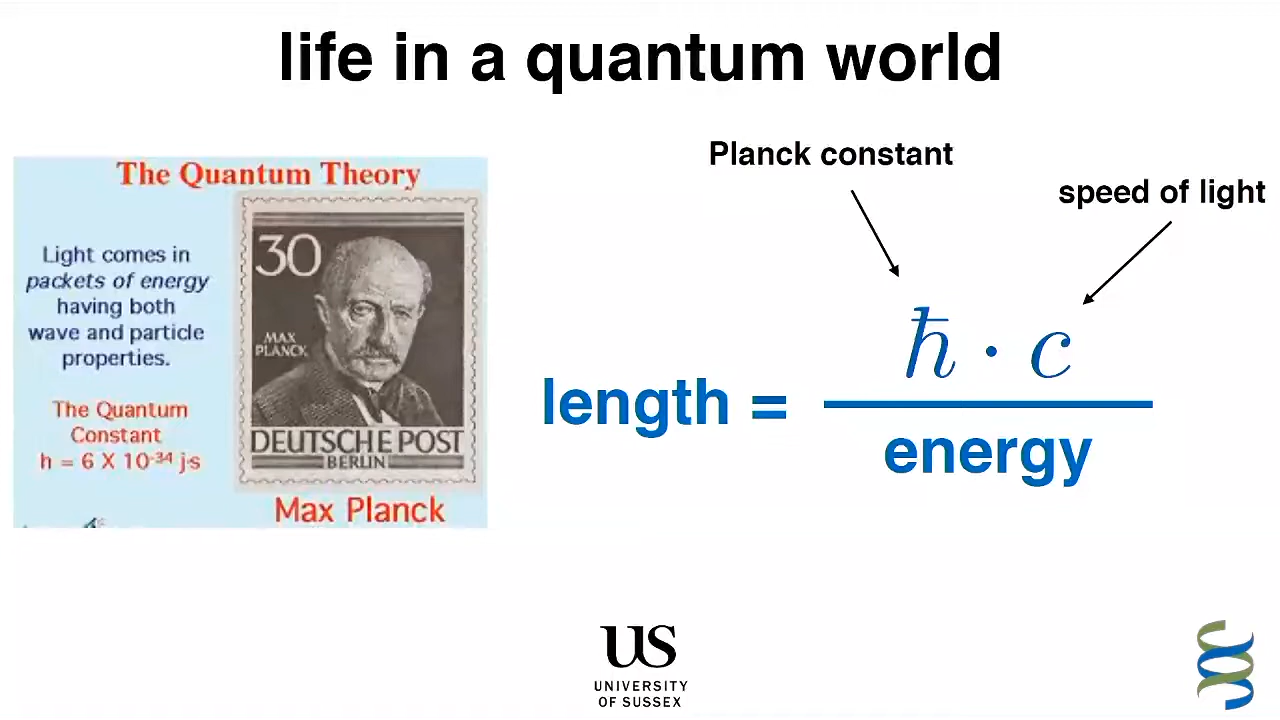 life in a quantum world
The Quantum Theory
Light comes in
packets of energy
having both
wave and particle
properties.
The Quantum
Constant
h = 6 X 10⁻³⁴ j·s
30
MAX
PLANCK
DEUTSCHE POST
BERLIN
Max Planck
Planck constant
speed of light
length = ħ · c
energy
US
UNIVERSITY
OF SUSSEX